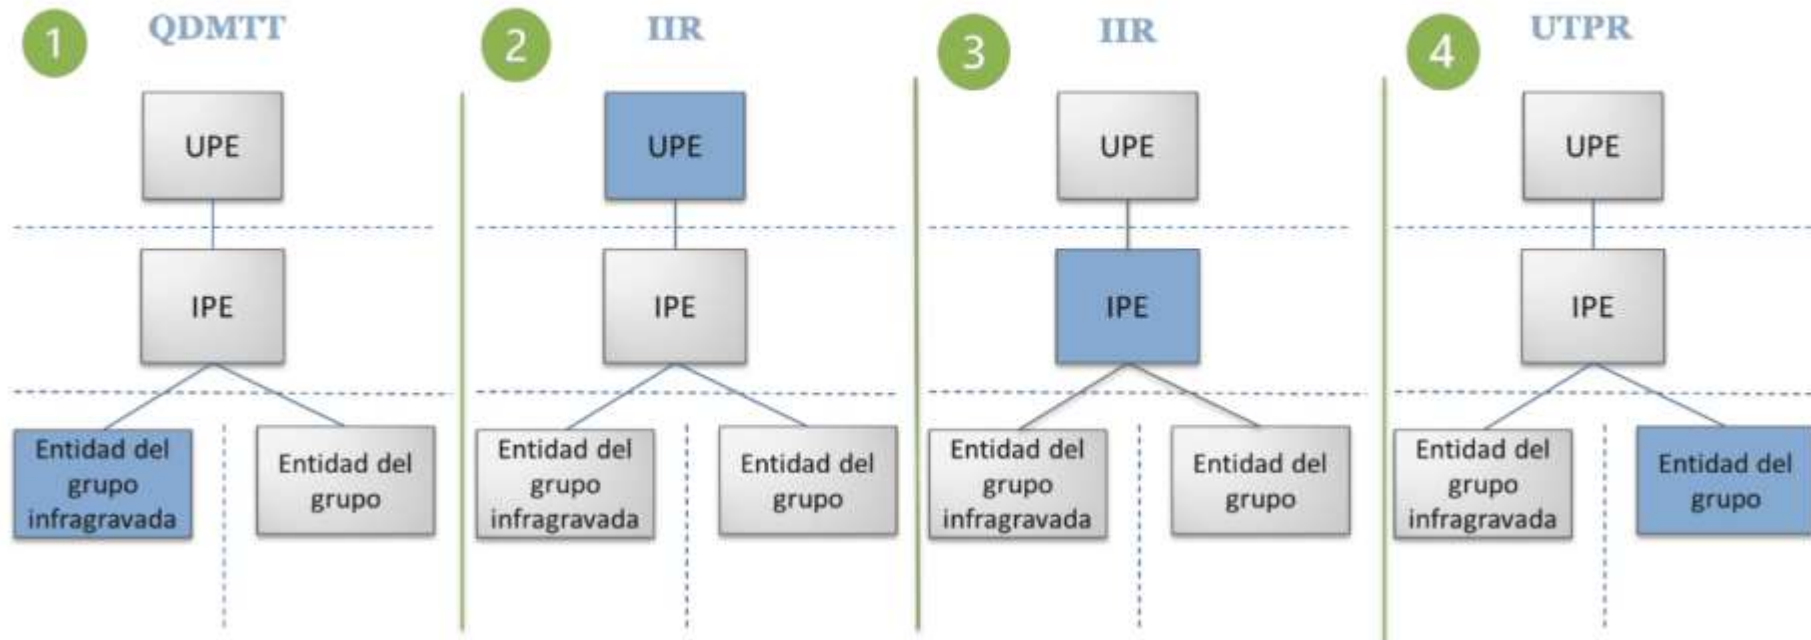 1
QDMTT
UPE
IPE
Entidad del
grupo
infragravada
Entidad del
grupo
2
IIR
UPE
IPE
Entidad del
grupo
infragravada
Entidad del
grupo
3
IIR
UPE
IPE
Entidad del
grupo
infragravada
Entidad del
grupo
4
UTPR
UPE
IPE
Entidad del
grupo
infragravada
Entidad del
grupo